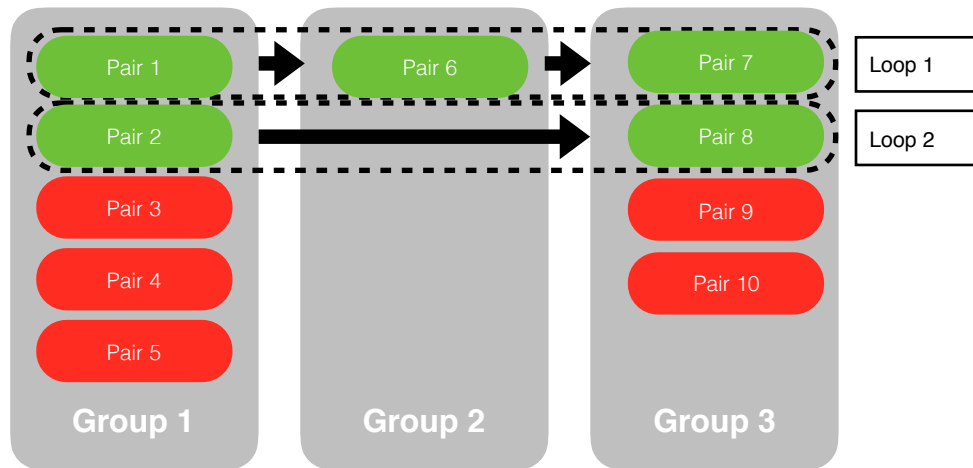 Pair 1
Pair 6
Pair 7
Loop 1
Pair 2
Pair 8
Loop 2
Pair 3
Pair 9
Pair 4
Pair 10
Pair 5
Group 1
Group 2
Group 3